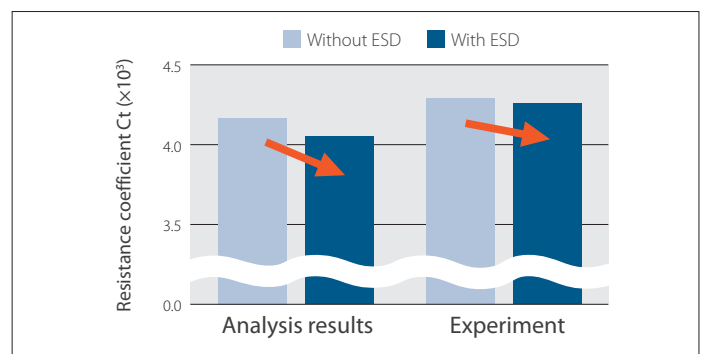 Without ESD With ESD
Resistance coefficient Ct (×10³)
4.5
4.0
3.5
0.0
Analysis results Experiment